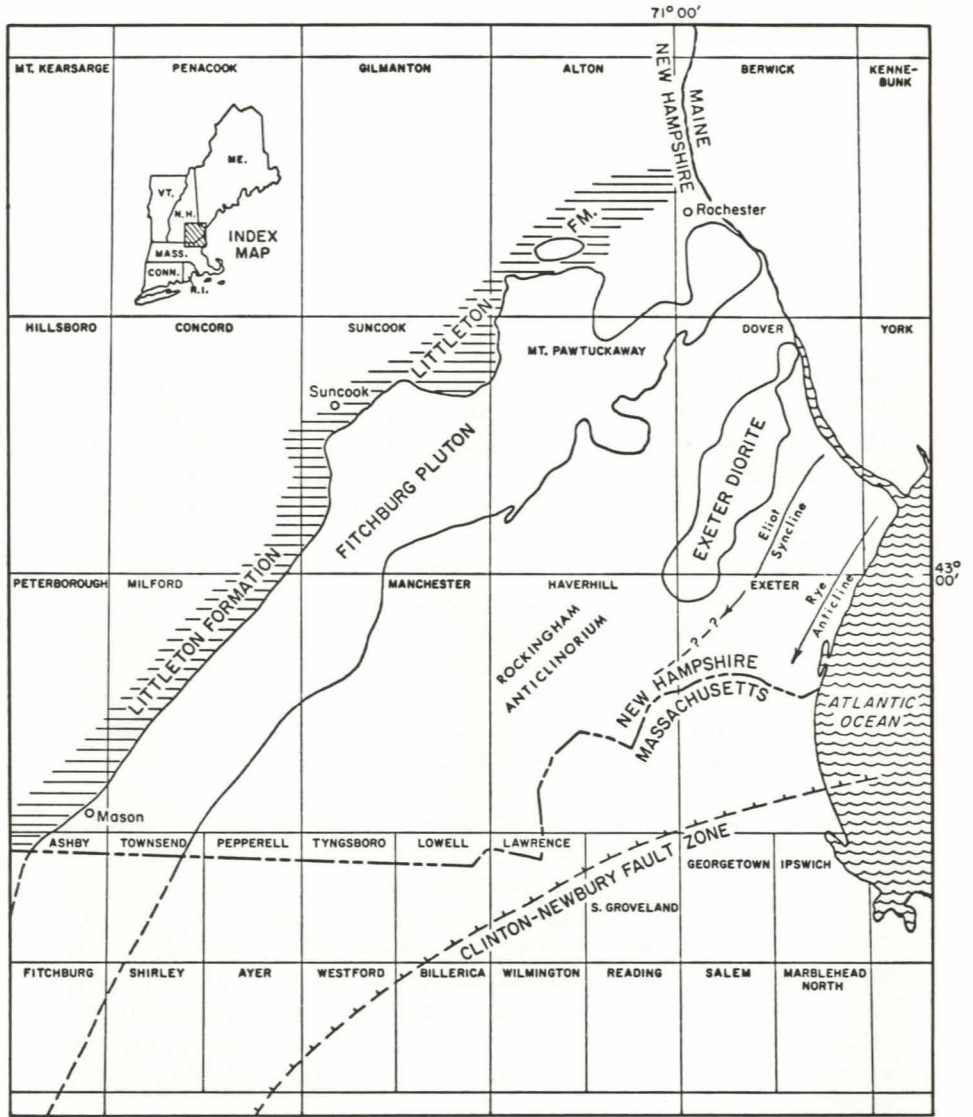 71° 00'
MT. KEARSARGE
PENACOOK
GILMANTON
ALTON
BERWICK
KENNE-
BUNK
NEW HAMPSHIRE
MAINE
ME.
VT.
N.H.
MASS.
CONN.
R.I.
INDEX
MAP
FM.
Rochester
HILLSBORO
CONCORD
SUNCOOK
LITTLETON
MT. PAWTUCKAWAY
DOVER
YORK
Suncook
FITCHBURG PLUTON
EXETER DIORITE
Eliot
Syncline
PETERBOROUGH
MILFORD
LITTLETON FORMATION
MANCHESTER
HAVERHILL
EXETER
43°
00'
Rye
Anticline
ROCKINGHAM
ANTICLINORIUM
? ?
NEW HAMPSHIRE
MASSACHUSETTS
ATLANTIC
OCEAN
Mason
ASHBY
TOWNSEND
PEPPERELL
TYNGSBORO
LOWELL
LAWRENCE
CLINTON-NEWBURY FAULT ZONE
GEORGETOWN
IPSWICH
S. GROVELAND
FITCHBURG
SHIRLEY
AYER
WESTFORD
BILLERICA
WILMINGTON
READING
SALEM
MARBLEHEAD
NORTH